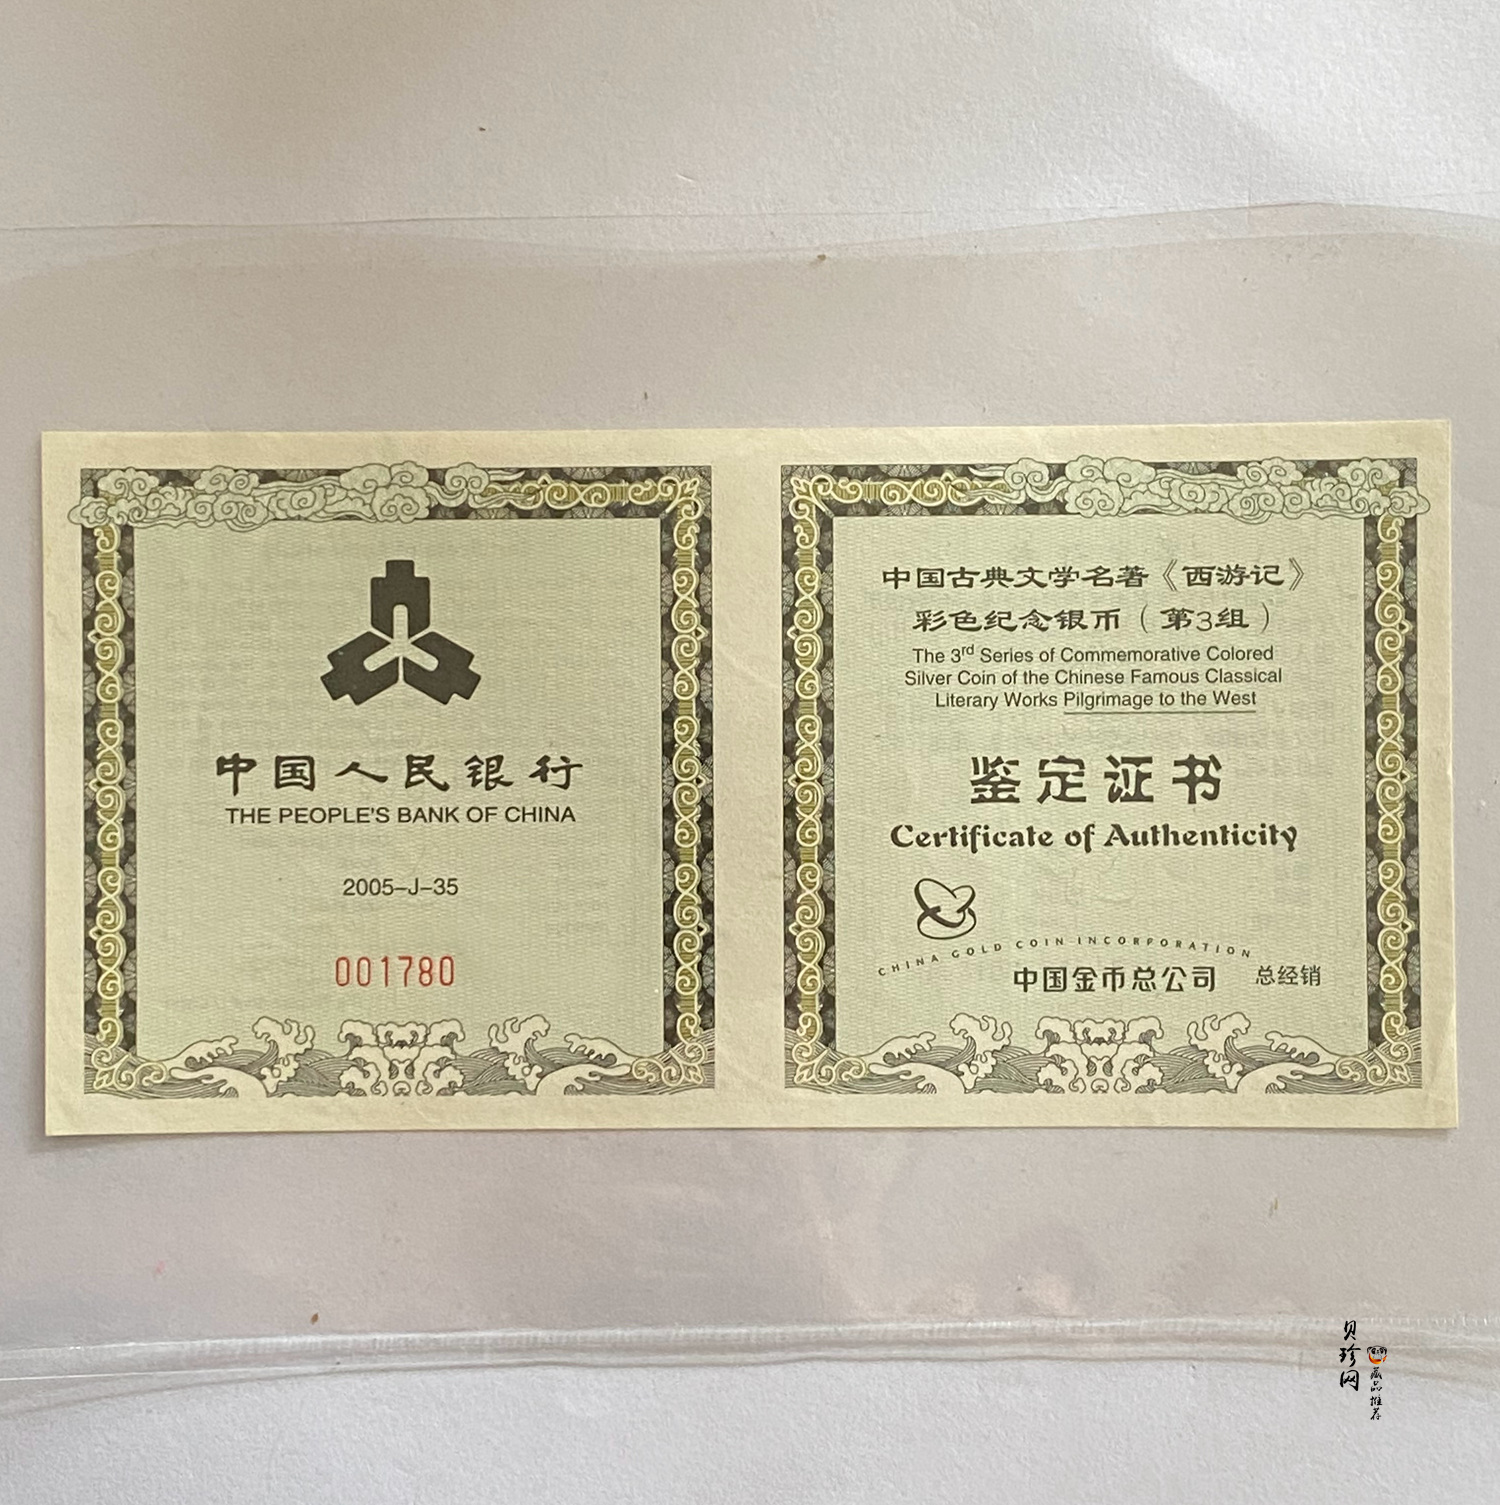 中国人民银行
THE PEOPLE'S BANK OF CHINA
2005–J–35
001780
中国古典文学名著《西游记》
彩色纪念银币（第3组）
The 3rd Series of Commemorative Colored
Silver Coin of the Chinese Famous Classical
Literary Works Pilgrimage to the West
鉴定证书
Certificate of Authenticity
CHINA GOLD COIN INCORPORATION
中国金币总公司 总经销
贝珍网
藏品推荐